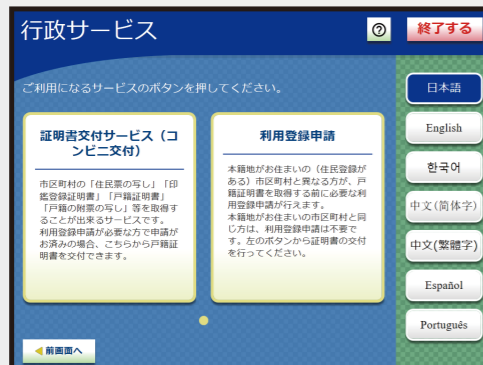 行政サービス
?
終了する
ご利用になるサービスのボタンを押してください。
証明書交付サービス（コ
ンビニ交付）
市区町村の「住民票の写し」「印
鑑登録証明書」「戸籍証明書」
「戸籍の附票の写し」等を取得す
ることが出来るサービスです。
利用登録申請が必要な方で申請が
お済みの場合、こちらから戸籍証
明書を交付できます。
利用登録申請
本籍地がお住まいの（住民登録が
ある）市区町村と異なる方が、戸
籍証明書を取得する前に必要な利
用登録申請が行えます。
本籍地がお住まいの市区町村と同
じ方は、利用登録申請は不要で
す。左のボタンから証明書の交付
を行ってください。
日本語
English
한국어
中文(简体字)
中文(繁體字)
Español
Português
前画面へ